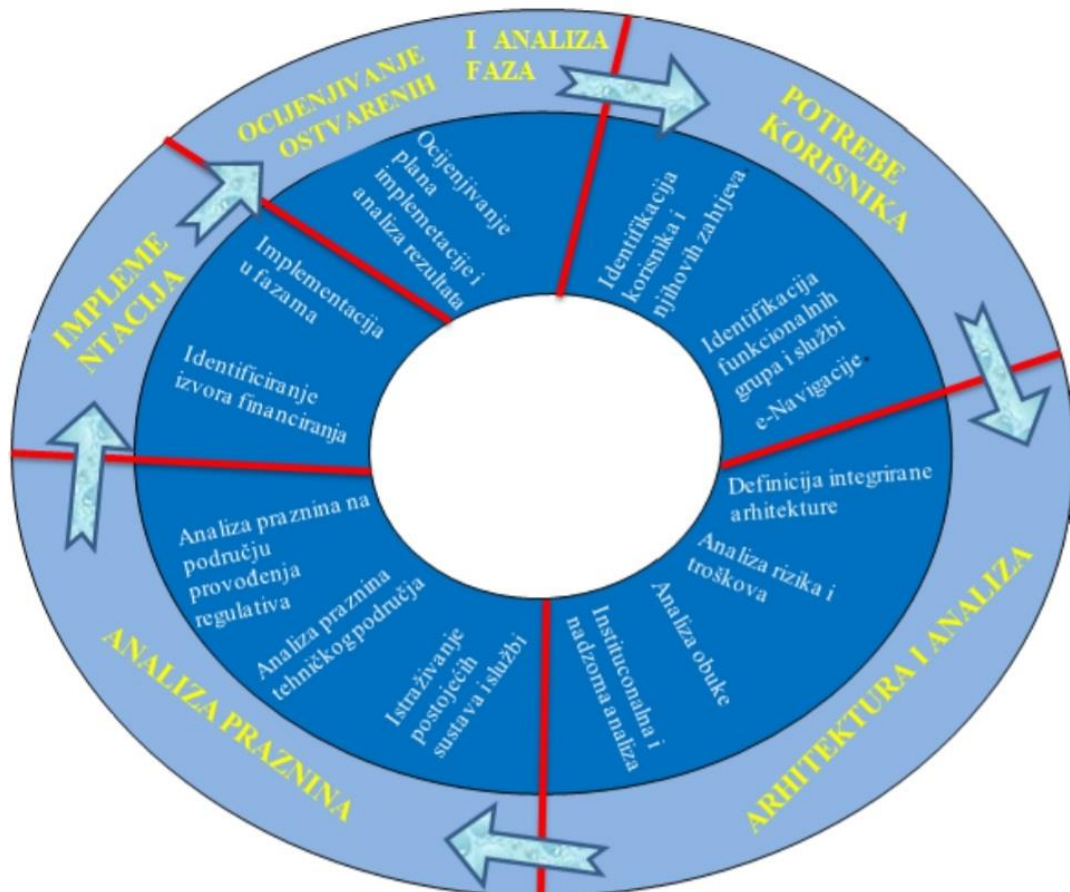 I ANALIZA
FAZA
OCIJENJIVANJE
OSTVARENIH
POTREBE
KORISNIKA
Ocijenjivanje
plana
implemetacije i
analiza rezultata
Identifikacija
korisnika i
njihovih zahtjeva.
Identifikacija
funkcionalnih
grupa i službi
e-Navigacije.
IMPLEME
NTACIJA
Implementacija
u fazama
Identificiranje
izvora financiranja
Definicija integrirane
arhitekture
Analiza rizika i
troškova
Analiza obuke
Instituconalna i
nadzorna analiza
ARHITEKTURA I ANALIZA
Analiza praznina na
području
provođenja
regulativa
Analiza praznina
tehničkog područja
Istraživanje
postojećih
sustava i službi
ANALIZA PRAZNINA